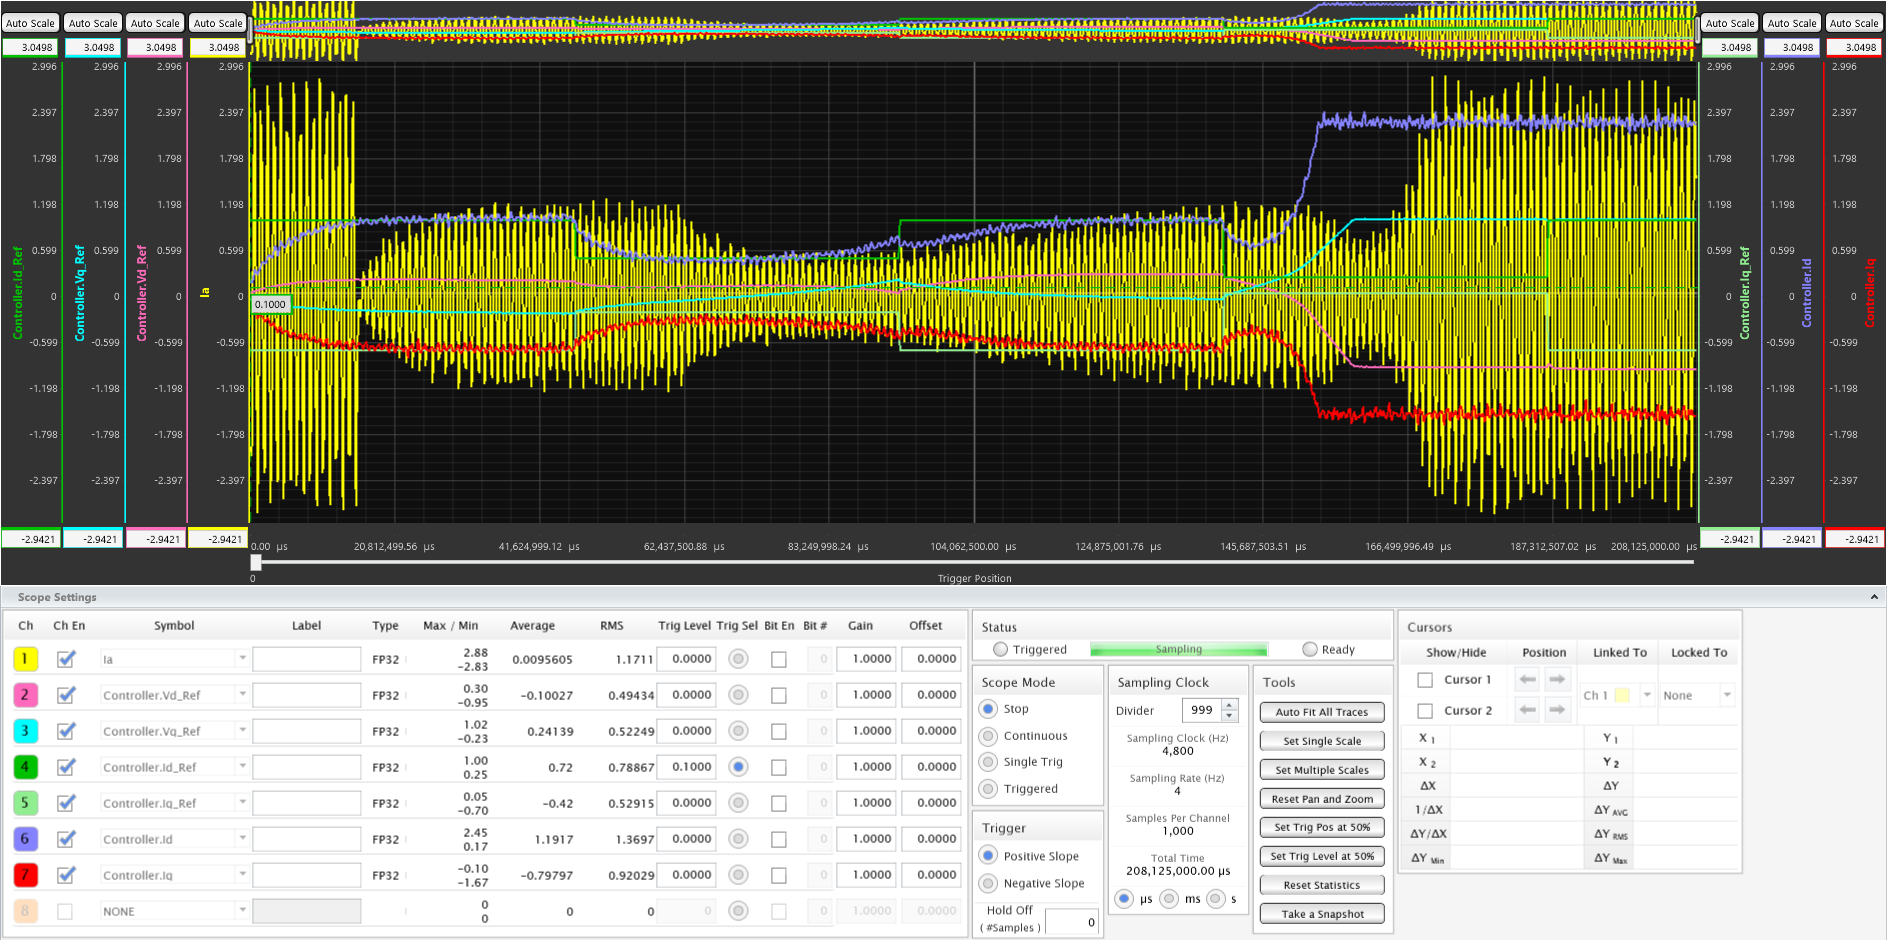 Auto Scale Auto Scale Auto Scale Auto Scale Auto Scale Auto Scale Auto Scale
3.0498 3.0498 3.0498 3.0498 3.0498 3.0498 3.0498
2.996 2.996 2.996 2.996 2.996 2.996 2.996
2.397 2.397 2.397 2.397 2.397 2.397 2.397
1.798 1.798 1.798 1.798 1.798 1.798 1.798
1.198 1.198 1.198 1.198 1.198 1.198 1.198
0.599 0.599 0.599 0.599 0.599 0.599 0.599
0 0 0 0 0 0 0
-0.599 -0.599 -0.599 -0.599 -0.599 -0.599 -0.599
-1.198 -1.198 -1.198 -1.198 -1.198 -1.198 -1.198
-1.798 -1.798 -1.798 -1.798 -1.798 -1.798 -1.798
-2.397 -2.397 -2.397 -2.397 -2.397 -2.397 -2.397
-2.9421 -2.9421 -2.9421 -2.9421 -2.9421 -2.9421 -2.9421
Controller.Id_Ref
Controller.Vq_Ref
Controller.Vd_Ref
Ia
Controller.Iq_Ref
Controller.Id
Controller.Iq
0.1000
0.00 µs 20,812,499.56 µs 41,624,999.12 µs 62,437,500.88 µs 83,249,998.24 µs 104,062,500.00 µs 124,875,001.76 µs 145,687,503.51 µs 166,499,996.49 µs 187,312,507.02 µs 208,125,000.00 µs
0 Trigger Position
Scope Settings
Ch Ch En Symbol Label Type Max / Min Average RMS Trig Level Trig Sel Bit En Bit # Gain Offset
1 Ia FP32 2.88 -2.83 0.0095605 1.1711 0.0000 0 1.0000 0.0000
2 Controller.Vd_Ref FP32 0.30 -0.95 -0.10027 0.49434 0.0000 0 1.0000 0.0000
3 Controller.Vq_Ref FP32 1.02 -0.23 0.24139 0.52249 0.0000 0 1.0000 0.0000
4 Controller.Id_Ref FP32 1.00 0.25 0.72 0.78867 0.1000 0 1.0000 0.0000
5 Controller.Iq_Ref FP32 0.05 -0.70 -0.42 0.52915 0.0000 0 1.0000 0.0000
6 Controller.Id FP32 2.45 0.17 1.1917 1.3697 0.0000 0 1.0000 0.0000
7 Controller.Iq FP32 -0.10 -1.67 -0.79797 0.92029 0.0000 0 1.0000 0.0000
8 NONE 0 0 0 0 0 0 1.0000 0.0000
Status
Triggered Sampling Ready
Scope Mode
Stop
Continuous
Single Trig
Triggered
Trigger
Positive Slope
Negative Slope
Hold Off
( #Samples ) 0
Sampling Clock
Divider 999
Sampling Clock (Hz)
4,800
Sampling Rate (Hz)
4
Samples Per Channel
1,000
Total Time
208,125,000.00 µs
µs ms s
Tools
Auto Fit All Traces
Set Single Scale
Set Multiple Scales
Reset Pan and Zoom
Set Trig Pos at 50%
Set Trig Level at 50%
Reset Statistics
Take a Snapshot
Cursors
Show/Hide Position Linked To Locked To
Cursor 1
Ch 1 None
Cursor 2
X 1 Y 1
X 2 Y 2
ΔX ΔY
1/ΔX ΔY AVG
ΔY/ΔX ΔY RMS
ΔY Min ΔY Max